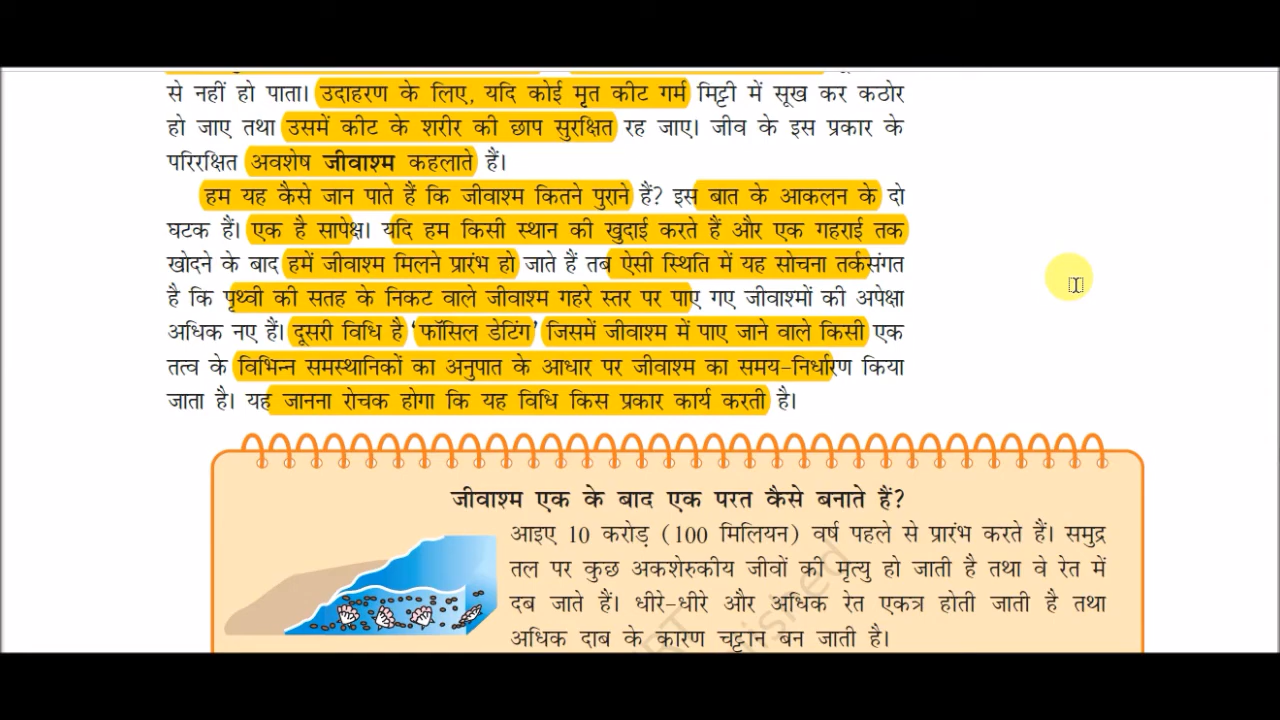 से नहीं हो पाता। उदाहरण के लिए, यदि कोई मृत कीट गर्म मिट्टी में सूख कर कठोर
हो जाए तथा उसमें कीट के शरीर की छाप सुरक्षित रह जाए। जीव के इस प्रकार के
परिरक्षित अवशेष जीवाश्म कहलाते हैं।
हम यह कैसे जान पाते हैं कि जीवाश्म कितने पुराने हैं? इस बात के आकलन के दो
घटक हैं। एक है सापेक्ष। यदि हम किसी स्थान की खुदाई करते हैं और एक गहराई तक
खोदने के बाद हमें जीवाश्म मिलने प्रारंभ हो जाते हैं तब ऐसी स्थिति में यह सोचना तर्कसंगत
है कि पृथ्वी की सतह के निकट वाले जीवाश्म गहरे स्तर पर पाए गए जीवाश्मों की अपेक्षा
अधिक नए हैं। दूसरी विधि है ‘फॉसिल डेटिंग’ जिसमें जीवाश्म में पाए जाने वाले किसी एक
तत्व के विभिन्न समस्थानिकों का अनुपात के आधार पर जीवाश्म का समय-निर्धारण किया
जाता है। यह जानना रोचक होगा कि यह विधि किस प्रकार कार्य करती है।
जीवाश्म एक के बाद एक परत कैसे बनाते हैं?
आइए 10 करोड़ (100 मिलियन) वर्ष पहले से प्रारंभ करते हैं। समुद्र
तल पर कुछ अकशेरुकीय जीवों की मृत्यु हो जाती है तथा वे रेत में
दब जाते हैं। धीरे-धीरे और अधिक रेत एकत्र होती जाती है तथा
अधिक दाब के कारण चट्टान बन जाती है।